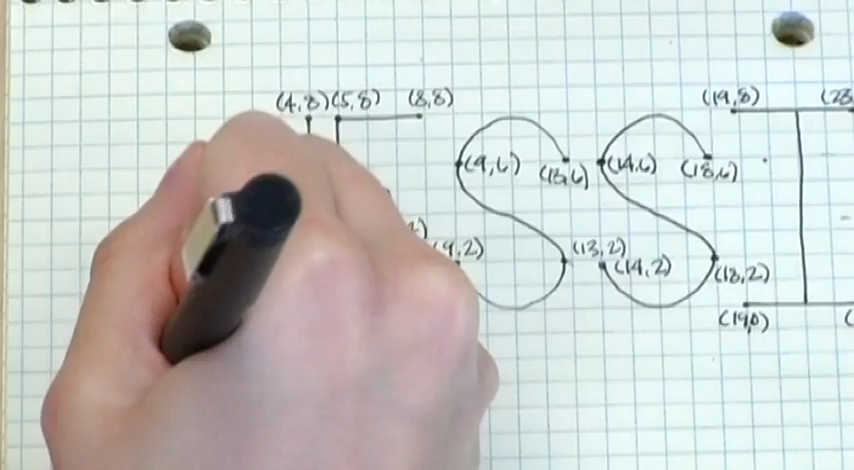 (4,8) (5,8) (8,8) (19,8)
(9,6) (13,6) (14,6) (18,6)
(9,2) (13,2) (14,2) (18,2)
(19,0)